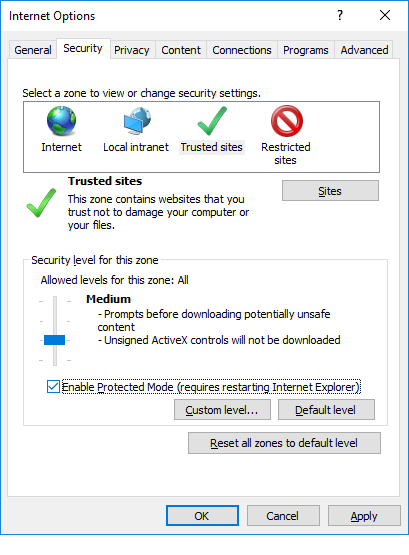 Internet Options
?
General Security Privacy Content Connections Programs Advanced
Select a zone to view or change security settings.
Internet Local intranet Trusted sites Restricted
sites
Trusted sites
Sites
This zone contains websites that you
trust not to damage your computer or
your files.
Security level for this zone
Allowed levels for this zone: All
Medium
- Prompts before downloading potentially unsafe
content
- Unsigned ActiveX controls will not be downloaded
Enable Protected Mode (requires restarting Internet Explorer)
Custom level... Default level
Reset all zones to default level
OK Cancel Apply